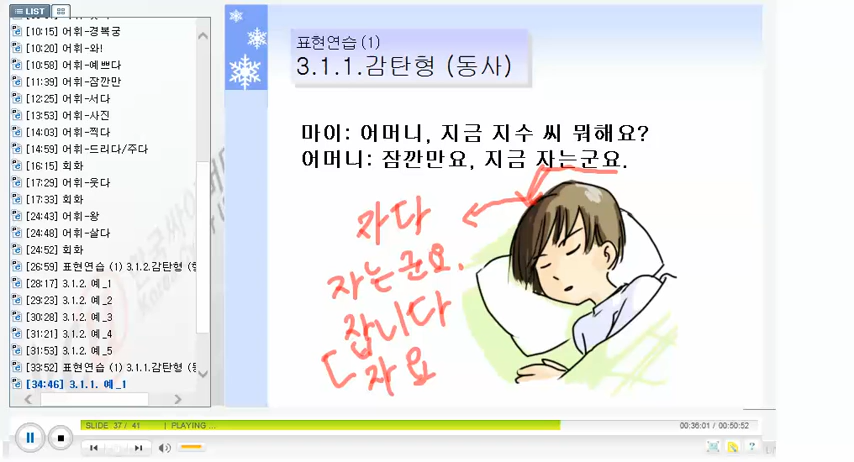 LIST
[10:15] 어휘-경복궁
[10:20] 어휘-와!
[10:58] 어휘-예쁘다
[11:39] 어휘-잠깐만
[12:25] 어휘-서다
[13:53] 어휘-사진
[14:03] 어휘-찍다
[14:59] 어휘-드리다/주다
[16:15] 회화
[17:29] 어휘-웃다
[17:33] 회화
[24:43] 어휘-왕
[24:48] 어휘-살다
[24:52] 회화
[26:59] 표현연습 (1) 3.1.2.감탄형
[28:17] 3.1.2. 예_1
[29:23] 3.1.2. 예_2
[30:28] 3.1.2. 예_3
[31:21] 3.1.2. 예_4
[31:53] 3.1.2. 예_5
[33:52] 표현연습 (1) 3.1.1.감탄형
[34:46] 3.1.1. 예_1
표현연습 (1)
3.1.1.감탄형 (동사)
마이: 어머니, 지금 지수 씨 뭐해요?
어머니: 잠깐만요, 지금 자는군요.
자다
자는군요.
잡니다
자요
SLIDE 37 / 41 | PLAYING...
00:36:01 / 00:50:52